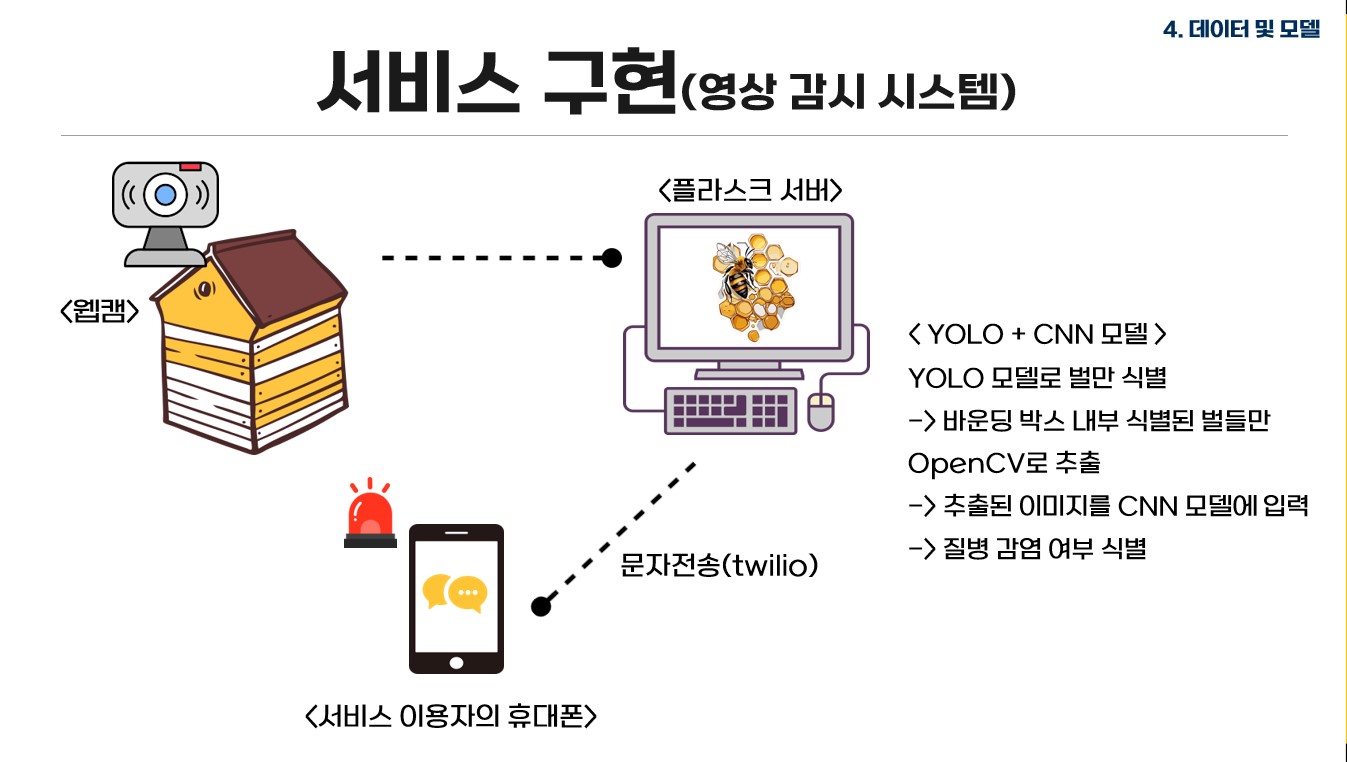 4. 데이터 및 모델
서비스 구현(영상 감시 시스템)
<웹캠>
<플라스크 서버>
< YOLO + CNN 모델 >
YOLO 모델로 벌만 식별
-> 바운딩 박스 내부 식별된 벌들만
OpenCV로 추출
-> 추출된 이미지를 CNN 모델에 입력
-> 질병 감염 여부 식별
문자전송(twilio)
<서비스 이용자의 휴대폰>